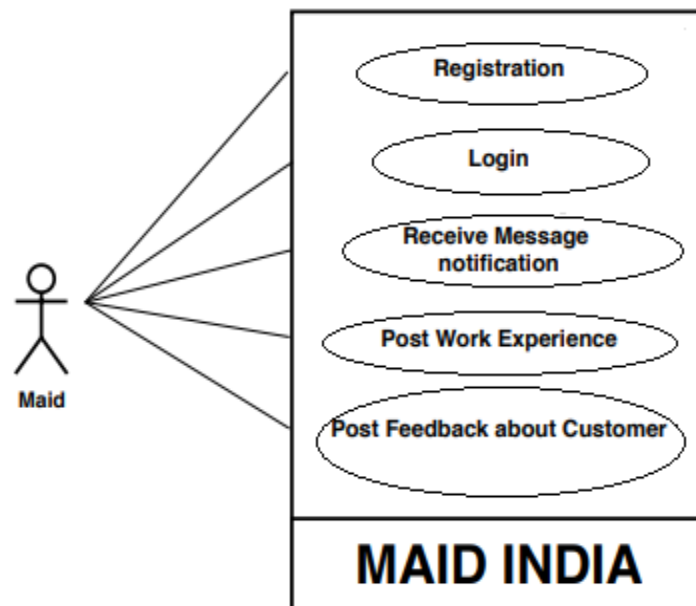 Registration
Login
Receive Message
notification
Post Work Experience
Post Feedback about Customer
Maid
MAID INDIA